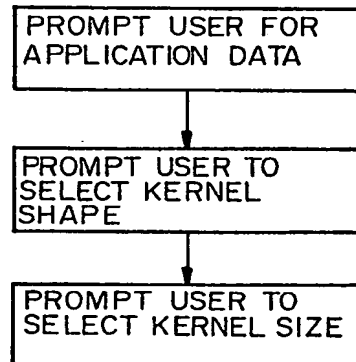 PROMPT USER FOR
APPLICATION DATA
PROMPT USER TO
SELECT KERNEL
SHAPE
PROMPT USER TO
SELECT KERNEL SIZE